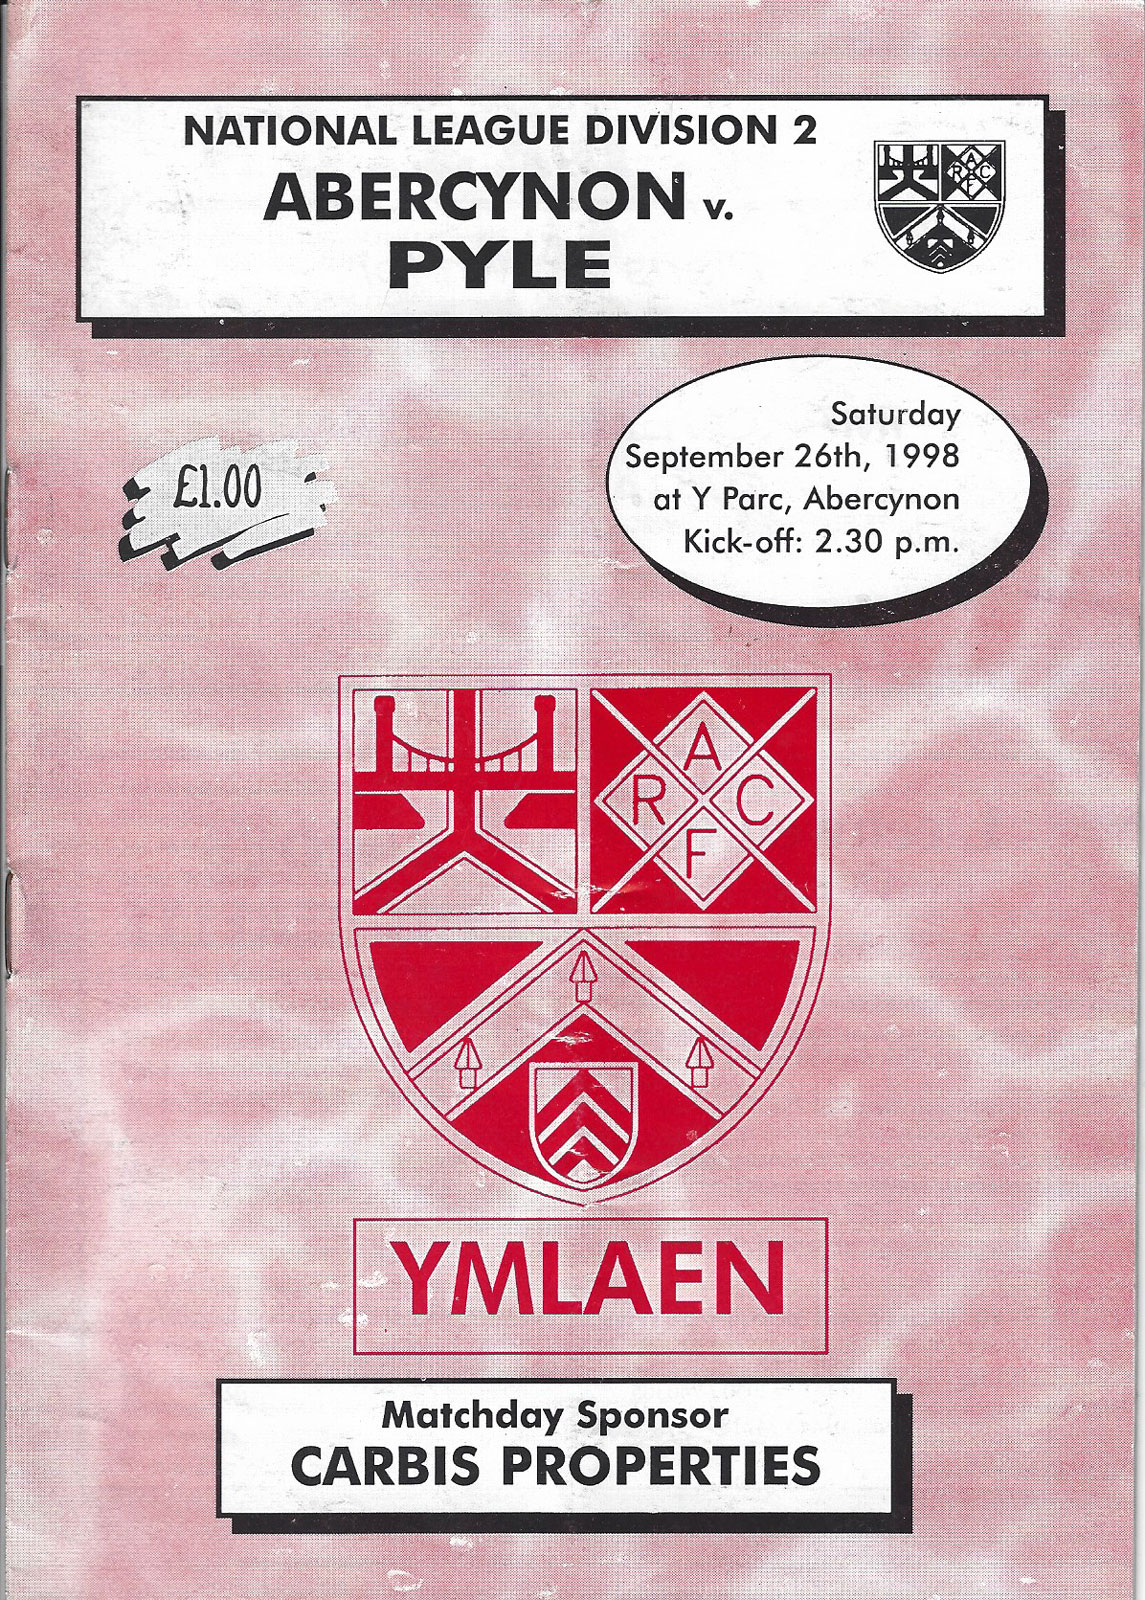 NATIONAL LEAGUE DIVISION 2
ABERCYNON v.
PYLE
A
R C
F
Saturday
September 26th, 1998
at Y Parc, Abercynon
Kick-off: 2.30 p.m.
£1.00
A
R C
F
YMLAEN
Matchday Sponsor
CARBIS PROPERTIES